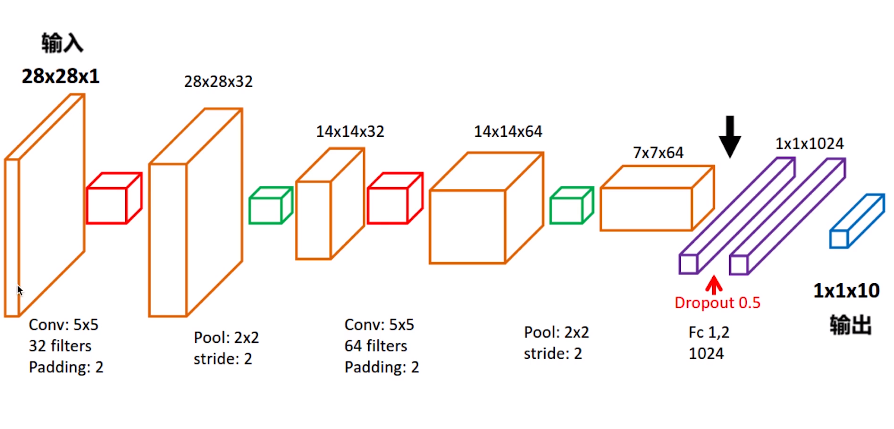 输入
28x28x1
28x28x32
14x14x32
14x14x64
7x7x64
1x1x1024
Conv: 5x5
32 filters
Padding: 2
Pool: 2x2
stride: 2
Conv: 5x5
64 filters
Padding: 2
Pool: 2x2
stride: 2
Dropout 0.5
Fc 1,2
1024
1x1x10
输出